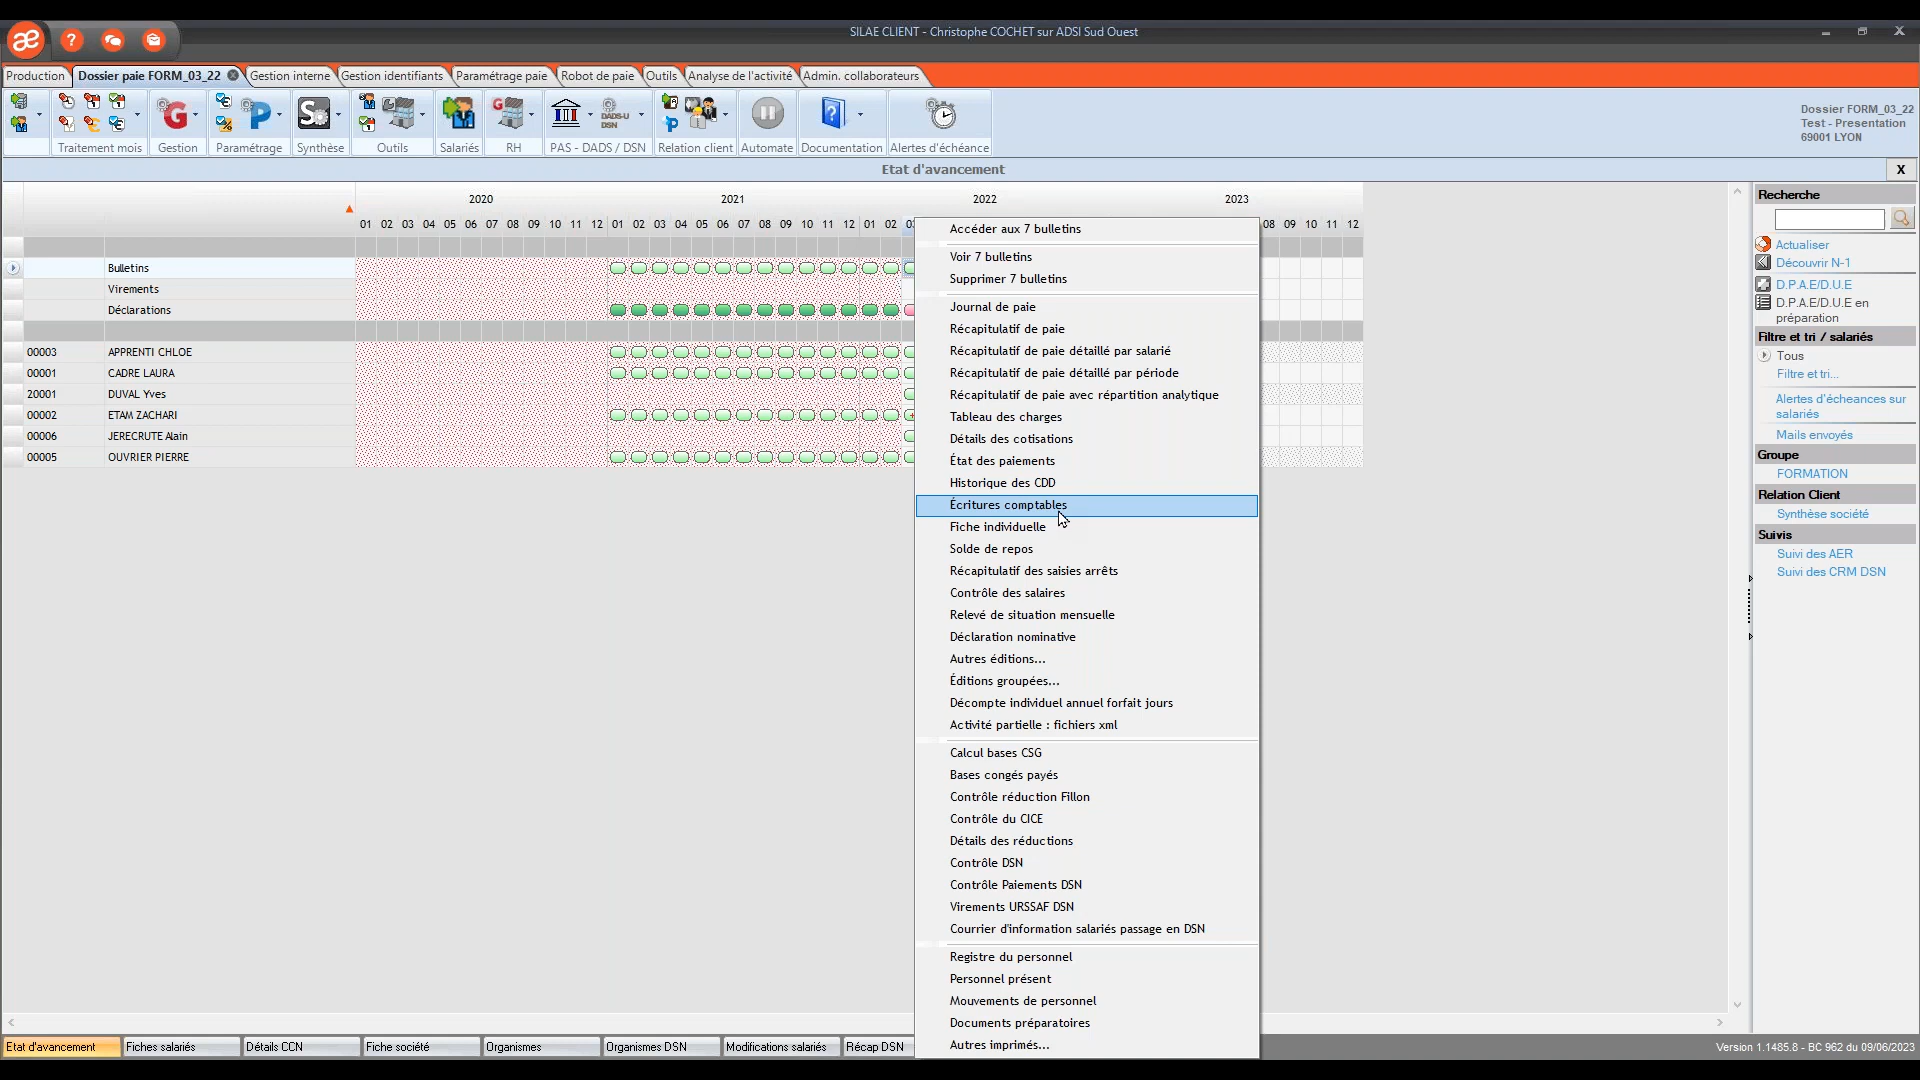 SILAE CLIENT - Christophe COCHET sur ADSI Sud Ouest
Production
Dossier paie FORM_03_22
Gestion interne
Gestion identifiants
Paramétrage paie
Robot de paie
Outils
Analyse de l'activité
Admin. collaborateurs
Traitement mois
Gestion
Paramétrage
Synthèse
Outils
Salariés
RH
DADS-U
DSN
PAS - DADS / DSN
Relation client
Automate
Documentation
Alertes d'échéance
Dossier FORM_03_22
Test - Presentation
69001 LYON
Etat d'avancement
X
2020 2021 2022 2023
01 02 03 04 05 06 07 08 09 10 11 12 01 02 03 04 05 06 07 08 09 10 11 12 01 02 08 09 10 11 12
Bulletins
Virements
Déclarations
00003 APPRENTI CHLOE
00001 CADRE LAURA
20001 DUVAL Yves
00002 ETAM ZACHARI
00006 JERECRUTE Alain
00005 OUVRIER PIERRE
Accéder aux 7 bulletins
Voir 7 bulletins
Supprimer 7 bulletins
Journal de paie
Récapitulatif de paie
Récapitulatif de paie détaillé par salarié
Récapitulatif de paie détaillé par période
Récapitulatif de paie avec répartition analytique
Tableau des charges
Détails des cotisations
État des paiements
Historique des CDD
Écritures comptables
Fiche individuelle
Solde de repos
Récapitulatif des saisies arrêts
Contrôle des salaires
Relevé de situation mensuelle
Déclaration nominative
Autres éditions...
Éditions groupées...
Décompte individuel annuel forfait jours
Activité partielle : fichiers xml
Calcul bases CSG
Bases congés payés
Contrôle réduction Fillon
Contrôle du CICE
Détails des réductions
Contrôle DSN
Contrôle Paiements DSN
Virements URSSAF DSN
Courrier d'information salariés passage en DSN
Registre du personnel
Personnel présent
Mouvements de personnel
Documents préparatoires
Autres imprimés...
Recherche
Actualiser
Découvrir N-1
D.P.A.E/D.U.E
D.P.A.E/D.U.E en
préparation
Filtre et tri / salariés
Tous
Filtre et tri...
Alertes d'écheances sur
salariés
Mails envoyés
Groupe
FORMATION
Relation Client
Synthèse société
Suivis
Suivi des AER
Suivi des CRM DSN
Etat d'avancement
Fiches salariés
Détails CCN
Fiche société
Organismes
Organismes DSN
Modifications salariés
Récap DSN
Version 1.1485.8 - BC 962 du 09/06/2023